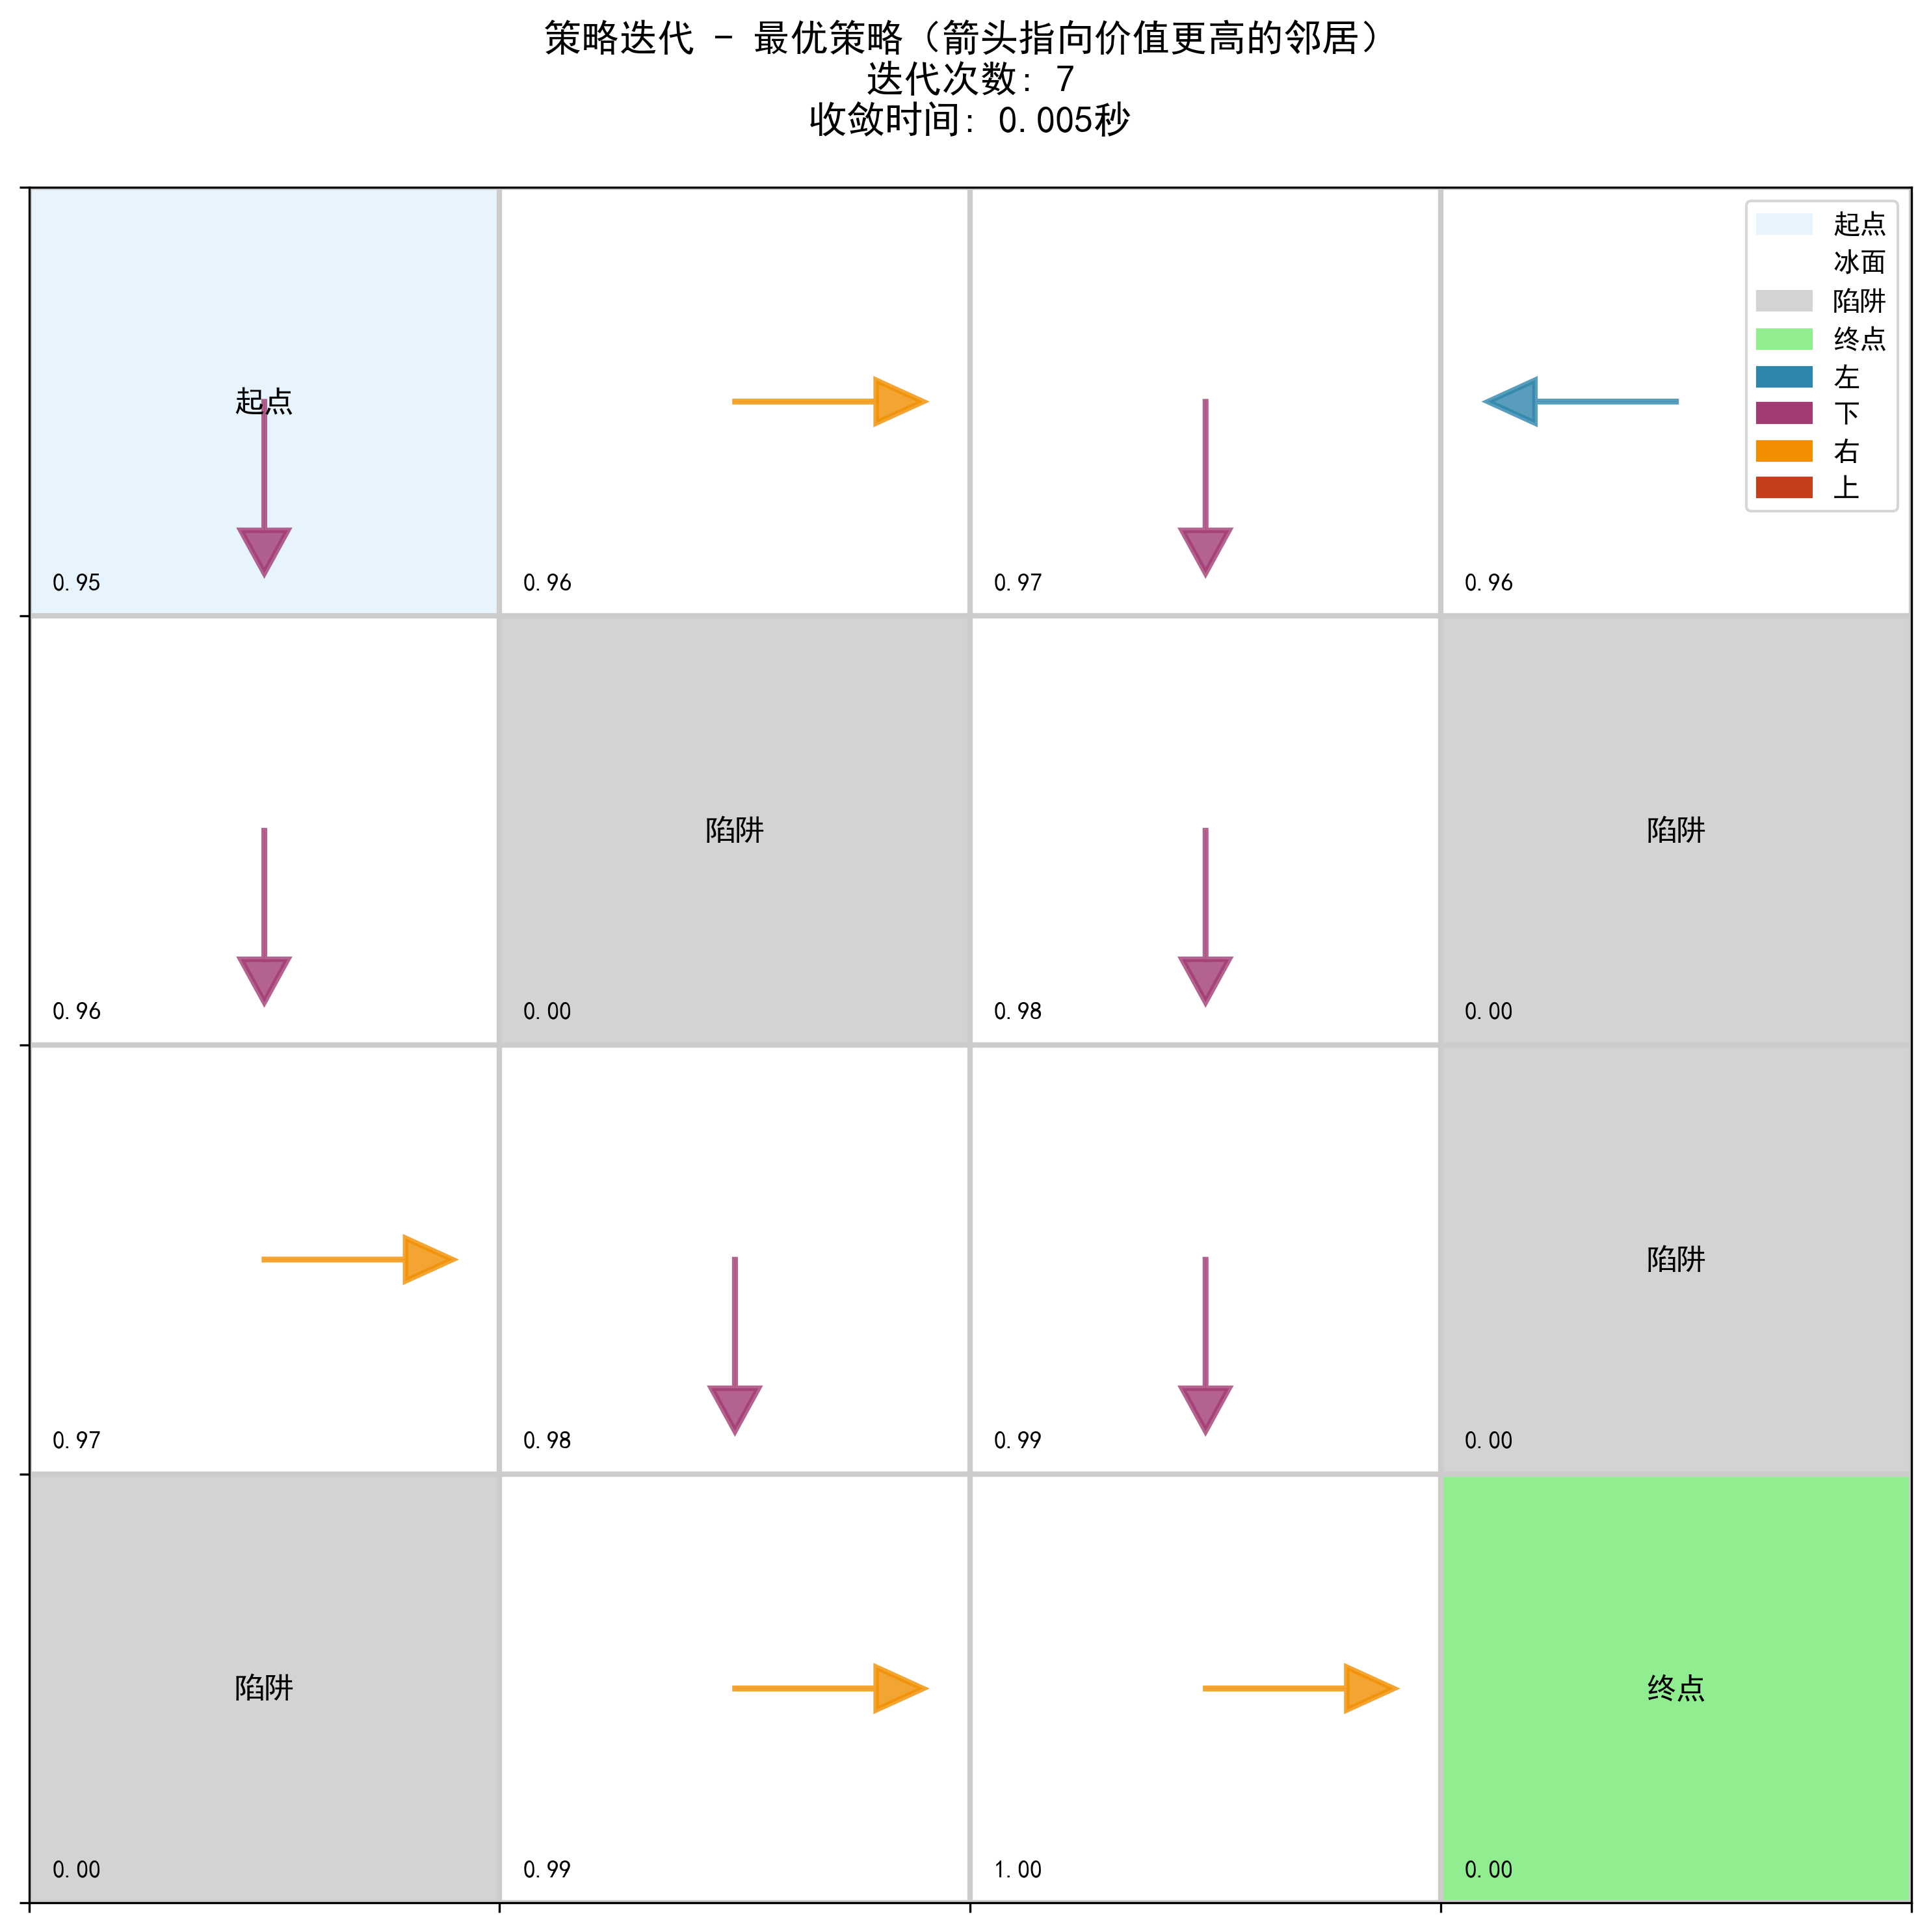 策略迭代 - 最优策略（箭头指向价值更高的邻居）
迭代次数: 7
收敛时间: 0.005秒
起点
冰面
陷阱
终点
左
下
右
上
起点
0.95
0.96
0.97
0.96
陷阱
陷阱
0.96
0.00
0.98
0.00
陷阱
0.97
0.98
0.99
0.00
陷阱
终点
0.00
0.99
1.00
0.00